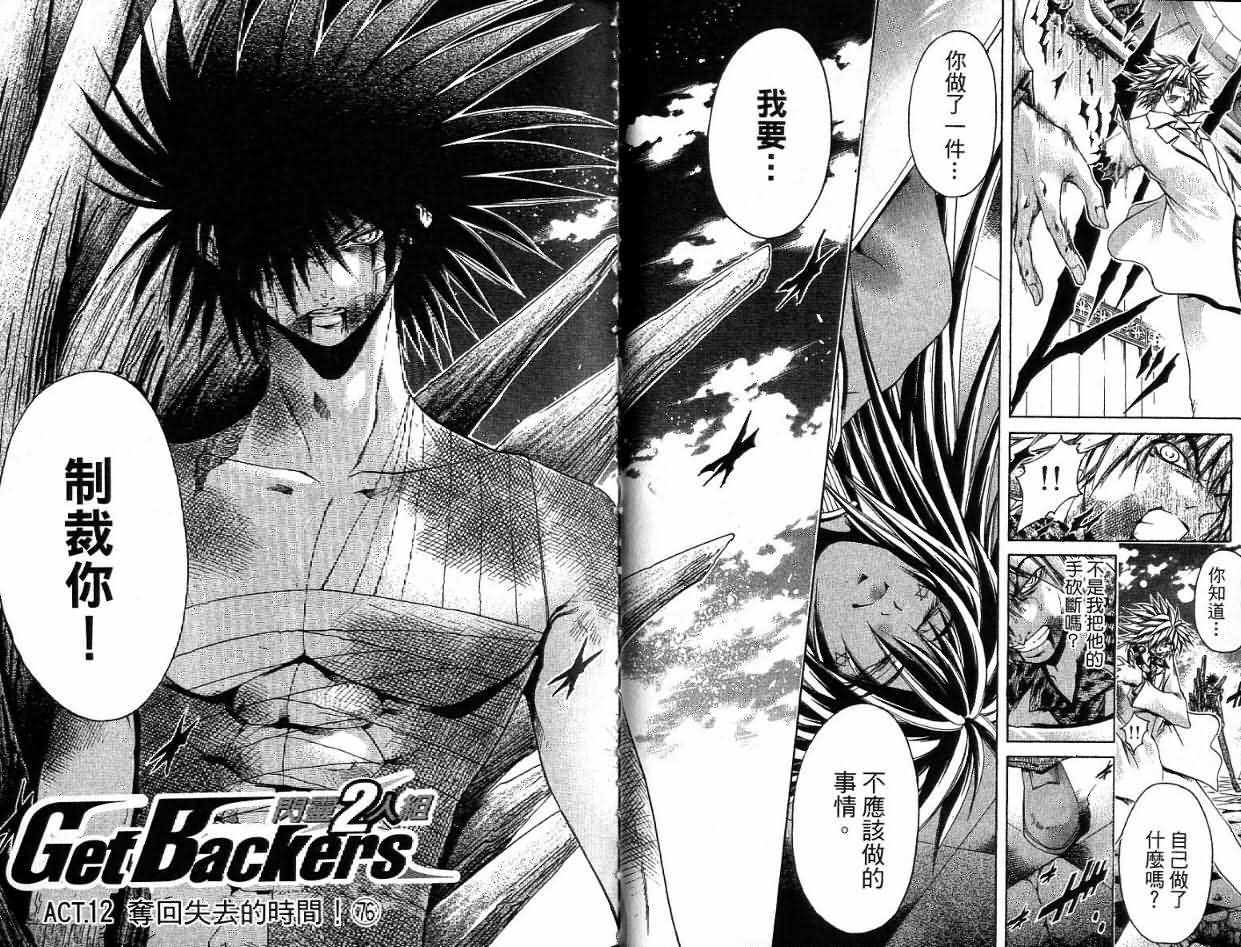 !!
不是我把他的
手砍斷嗎?
你知道…
!!
自己做了
什麼嗎?
你做了一件…
不應該做的
事情。
我要…
制裁你!
閃靈2人組
GetBackers
ACT.12 奪回失去的時間!76